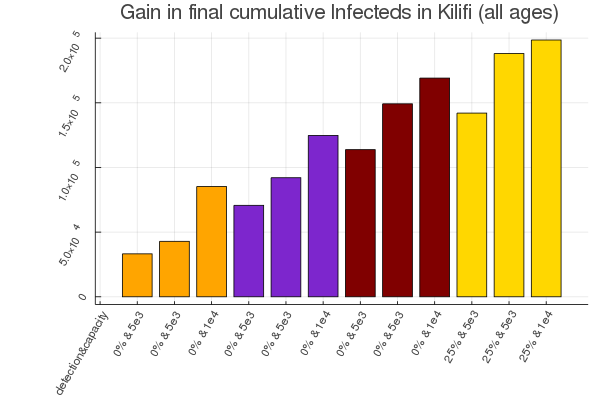 Gain in final cumulative Infecteds in Kilifi (all ages)
2.0×10 5
1.5×10 5
1.0×10 5
5.0×10 4
0
detection&capacity
0% & 5e3
0% & 5e3
0% & 1e4
0% & 5e3
0% & 5e3
0% & 1e4
0% & 5e3
0% & 5e3
0% & 1e4
25% & 5e3
25% & 5e3
25% & 1e4